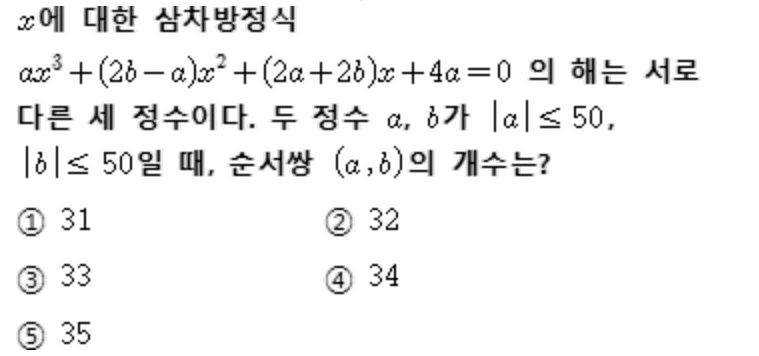 x에 대한 삼차방정식
ax³+(2b−a)x²+(2a+2b)x+4a=0 의 해는 서로
다른 세 정수이다. 두 정수 a, b가 |a|≤50,
|b|≤50일 때, 순서쌍 (a,b)의 개수는?
① 31 ② 32
③ 33 ④ 34
⑤ 35